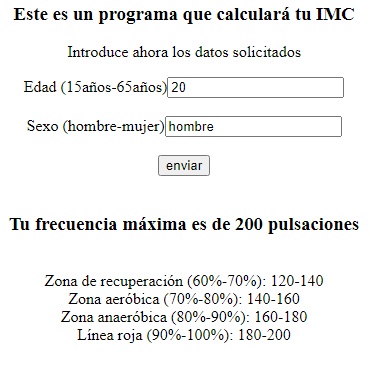 Este es un programa que calculará tu IMC
Introduce ahora los datos solicitados
Edad (15años-65años) 20
Sexo (hombre-mujer) hombre
enviar
Tu frecuencia máxima es de 200 pulsaciones
Zona de recuperación (60%-70%): 120-140
Zona aeróbica (70%-80%): 140-160
Zona anaeróbica (80%-90%): 160-180
Línea roja (90%-100%): 180-200